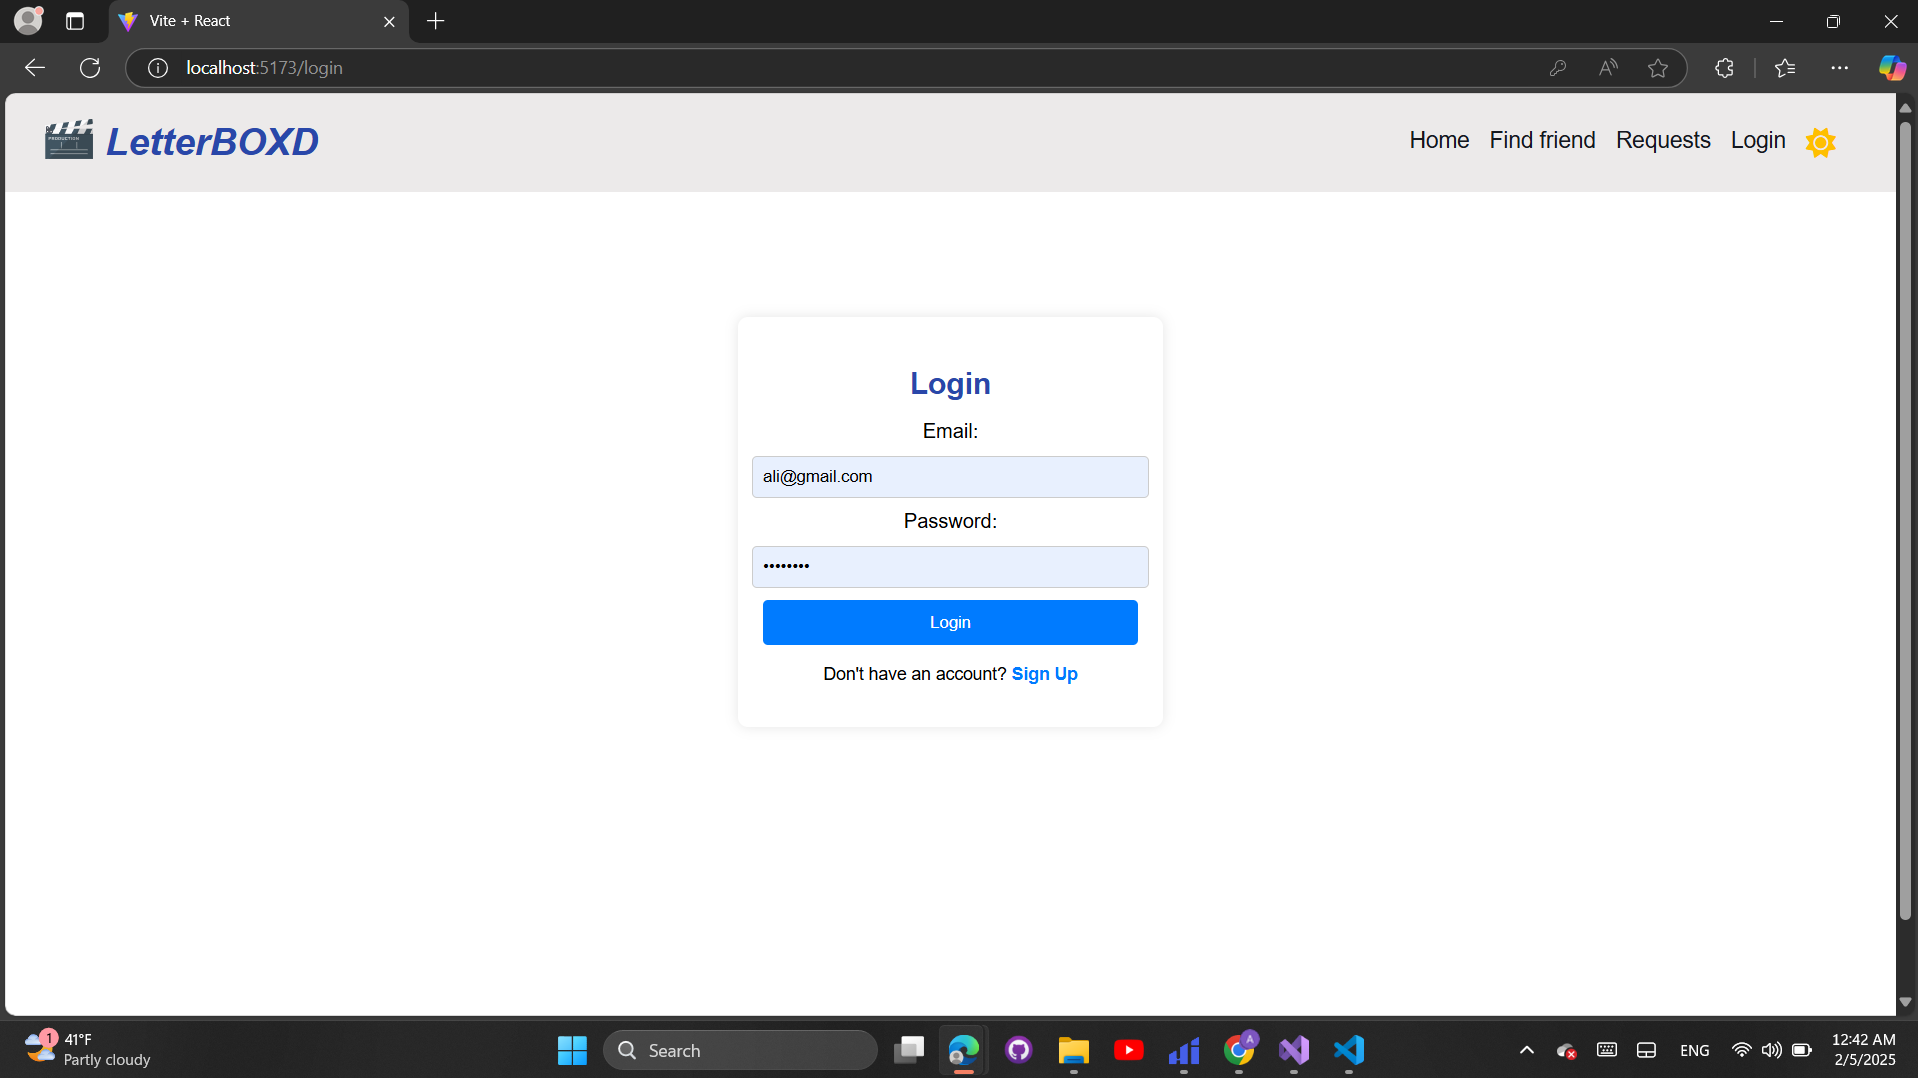 Vite + React
localhost:5173/login
PRODUCTION
LetterBOXD
Home
Find friend
Requests
Login
Login
Email:
ali@gmail.com
Password:
••••••••
Login
Don't have an account? Sign Up
1
41°F
Partly cloudy
Search
A
ENG
12:42 AM
2/5/2025